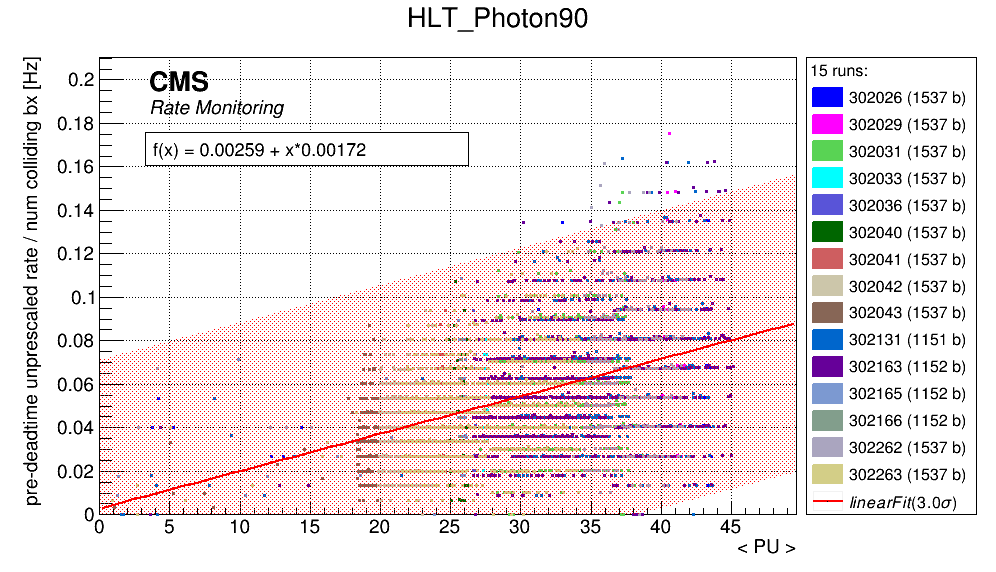 HLT_Photon90
pre-deadtime unprescaled rate / num colliding bx [Hz]
CMS
Rate Monitoring
f(x) = 0.00259 + x*0.00172
0.2
0.18
0.16
0.14
0.12
0.1
0.08
0.06
0.04
0.02
0
0 5 10 15 20 25 30 35 40 45
< PU >
15 runs:
302026 (1537 b)
302029 (1537 b)
302031 (1537 b)
302033 (1537 b)
302036 (1537 b)
302040 (1537 b)
302041 (1537 b)
302042 (1537 b)
302043 (1537 b)
302131 (1151 b)
302163 (1152 b)
302165 (1152 b)
302166 (1152 b)
302262 (1537 b)
302263 (1537 b)
linearFit(3.0σ)